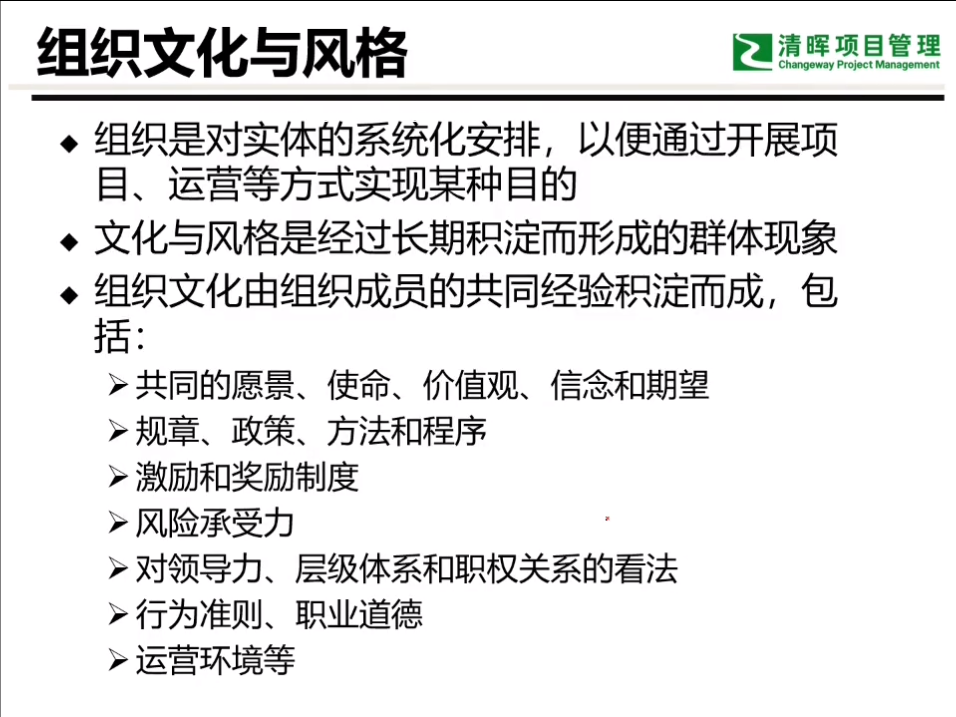 组织文化与风格
清晖项目管理
Changeway Project Management
◆ 组织是对实体的系统化安排，以便通过开展项
目、运营等方式实现某种目的
◆ 文化与风格是经过长期积淀而形成的群体现象
◆ 组织文化由组织成员的共同经验积淀而成，包
括：
➢共同的愿景、使命、价值观、信念和期望
➢规章、政策、方法和程序
➢激励和奖励制度
➢风险承受力
➢对领导力、层级体系和职权关系的看法
➢行为准则、职业道德
➢运营环境等